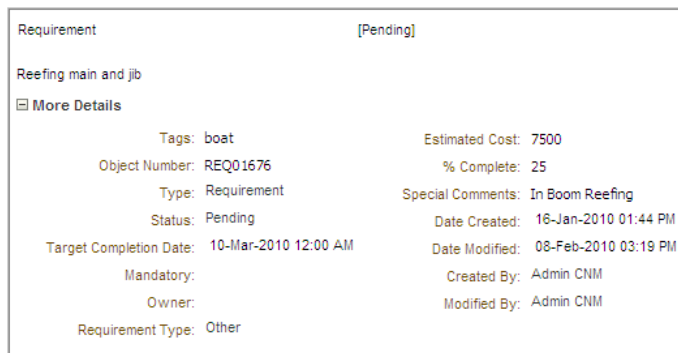 Requirement [Pending]
Reefing main and jib
More Details
Tags: boat Estimated Cost: 7500
Object Number: REQ01676 % Complete: 25
Type: Requirement Special Comments: In Boom Reefing
Status: Pending Date Created: 16-Jan-2010 01:44 PM
Target Completion Date: 10-Mar-2010 12:00 AM Date Modified: 08-Feb-2010 03:19 PM
Mandatory: Created By: Admin CNM
Owner: Modified By: Admin CNM
Requirement Type: Other